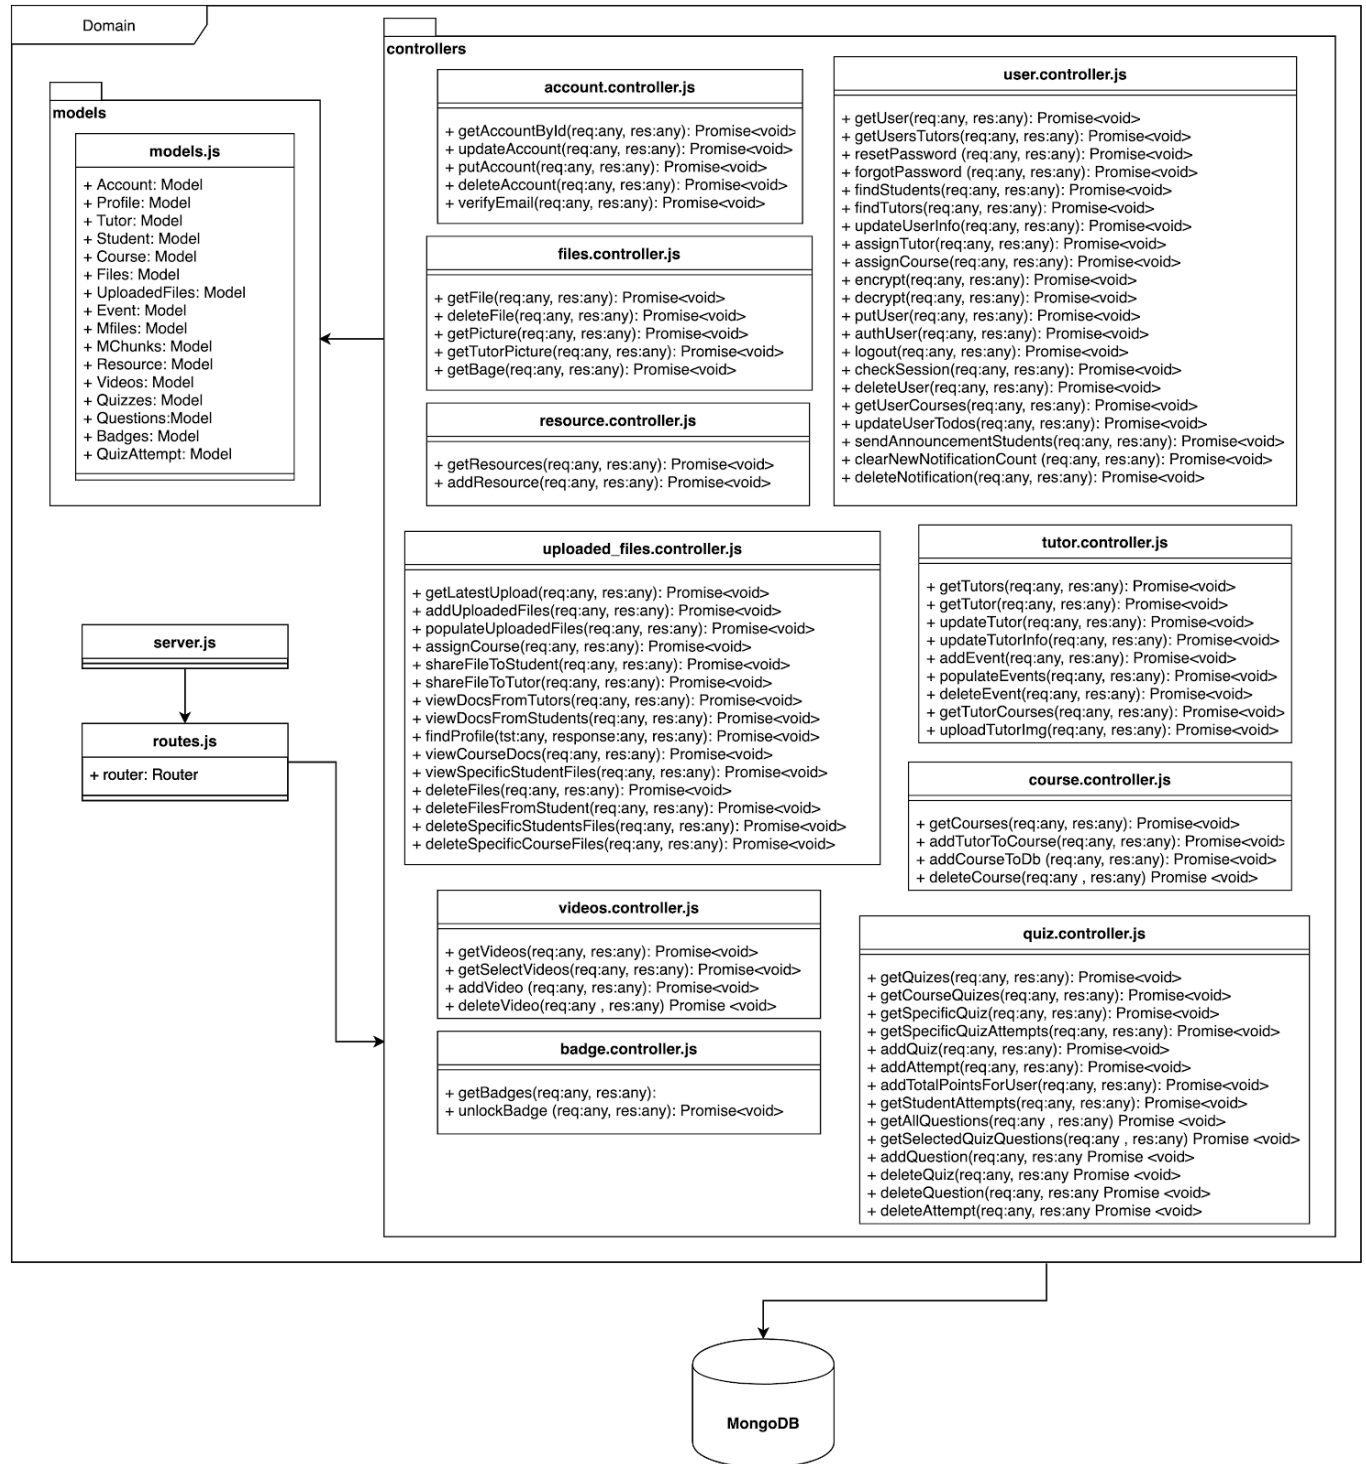 Domain
controllers
models
models.js
+ Account: Model
+ Profile: Model
+ Tutor: Model
+ Student: Model
+ Course: Model
+ Files: Model
+ UploadedFiles: Model
+ Event: Model
+ Mfiles: Model
+ MChunks: Model
+ Resource: Model
+ Videos: Model
+ Quizzes: Model
+ Questions:Model
+ Badges: Model
+ QuizAttempt: Model
server.js
routes.js
+ router: Router
account.controller.js
+ getAccountById(req:any, res:any): Promise<void>
+ updateAccount(req:any, res:any): Promise<void>
+ putAccount(req:any, res:any): Promise<void>
+ deleteAccount(req:any, res:any): Promise<void>
+ verifyEmail(req:any, res:any): Promise<void>
files.controller.js
+ getFile(req:any, res:any): Promise<void>
+ deleteFile(req:any, res:any): Promise<void>
+ getPicture(req:any, res:any): Promise<void>
+ getTutorPicture(req:any, res:any): Promise<void>
+ getBage(req:any, res:any): Promise<void>
resource.controller.js
+ getResources(req:any, res:any): Promise<void>
+ addResource(req:any, res:any): Promise<void>
uploaded_files.controller.js
+ getLatestUpload(req:any, res:any): Promise<void>
+ addUploadedFiles(req:any, res:any): Promise<void>
+ populateUploadedFiles(req:any, res:any): Promise<void>
+ assignCourse(req:any, res:any): Promise<void>
+ shareFileToStudent(req:any, res:any): Promise<void>
+ shareFileToTutor(req:any, res:any): Promise<void>
+ viewDocsFromTutors(req:any, res:any): Promise<void>
+ viewDocsFromStudents(req:any, res:any): Promise<void>
+ findProfile(tst:any, response:any, res:any): Promise<void>
+ viewCourseDocs(req:any, res:any): Promise<void>
+ viewSpecificStudentFiles(req:any, res:any): Promise<void>
+ deleteFiles(req:any, res:any): Promise<void>
+ deleteFilesFromStudent(req:any, res:any): Promise<void>
+ deleteSpecificStudentsFiles(req:any, res:any): Promise<void>
+ deleteSpecificCourseFiles(req:any, res:any): Promise<void>
videos.controller.js
+ getVideos(req:any, res:any): Promise<void>
+ getSelectVideos(req:any, res:any): Promise<void>
+ addVideo (req:any, res:any): Promise<void>
+ deleteVideo(req:any , res:any) Promise <void>
badge.controller.js
+ getBadges(req:any, res:any):
+ unlockBadge (req:any, res:any): Promise<void>
user.controller.js
+ getUser(req:any, res:any): Promise<void>
+ getUsersTutors(req:any, res:any): Promise<void>
+ resetPassword (req:any, res:any): Promise<void>
+ forgotPassword (req:any, res:any): Promise<void>
+ findStudents(req:any, res:any): Promise<void>
+ findTutors(req:any, res:any): Promise<void>
+ updateUserInfo(req:any, res:any): Promise<void>
+ assignTutor(req:any, res:any): Promise<void>
+ assignCourse(req:any, res:any): Promise<void>
+ encrypt(req:any, res:any): Promise<void>
+ decrypt(req:any, res:any): Promise<void>
+ putUser(req:any, res:any): Promise<void>
+ authUser(req:any, res:any): Promise<void>
+ logout(req:any, res:any): Promise<void>
+ checkSession(req:any, res:any): Promise<void>
+ deleteUser(req:any, res:any): Promise<void>
+ getUserCourses(req:any, res:any): Promise<void>
+ updateUserTodos(req:any, res:any): Promise<void>
+ sendAnnouncementStudents(req:any, res:any): Promise<void>
+ clearNewNotificationCount (req:any, res:any): Promise<void>
+ deleteNotification(req:any, res:any): Promise<void>
tutor.controller.js
+ getTutors(req:any, res:any): Promise<void>
+ getTutor(req:any, res:any): Promise<void>
+ updateTutor(req:any, res:any): Promise<void>
+ updateTutorInfo(req:any, res:any): Promise<void>
+ addEvent(req:any, res:any): Promise<void>
+ populateEvents(req:any, res:any): Promise<void>
+ deleteEvent(req:any, res:any): Promise<void>
+ getTutorCourses(req:any, res:any): Promise<void>
+ uploadTutorImg(req:any, res:any): Promise<void>
course.controller.js
+ getCourses(req:any, res:any): Promise<void>
+ addTutorToCourse(req:any, res:any): Promise<void>
+ addCourseToDb (req:any, res:any): Promise<void>
+ deleteCourse(req:any , res:any) Promise <void>
quiz.controller.js
+ getQuizes(req:any, res:any): Promise<void>
+ getCourseQuizes(req:any, res:any): Promise<void>
+ getSpecificQuiz(req:any, res:any): Promise<void>
+ getSpecificQuizAttempts(req:any, res:any): Promise<void>
+ addQuiz(req:any, res:any): Promise<void>
+ addAttempt(req:any, res:any): Promise<void>
+ addTotalPointsForUser(req:any, res:any): Promise<void>
+ getStudentAttempts(req:any, res:any): Promise<void>
+ getAllQuestions(req:any , res:any) Promise <void>
+ getSelectedQuizQuestions(req:any , res:any) Promise <void>
+ addQuestion(req:any, res:any Promise <void>
+ deleteQuiz(req:any, res:any Promise <void>
+ deleteQuestion(req:any, res:any Promise <void>
+ deleteAttempt(req:any, res:any Promise <void>
MongoDB